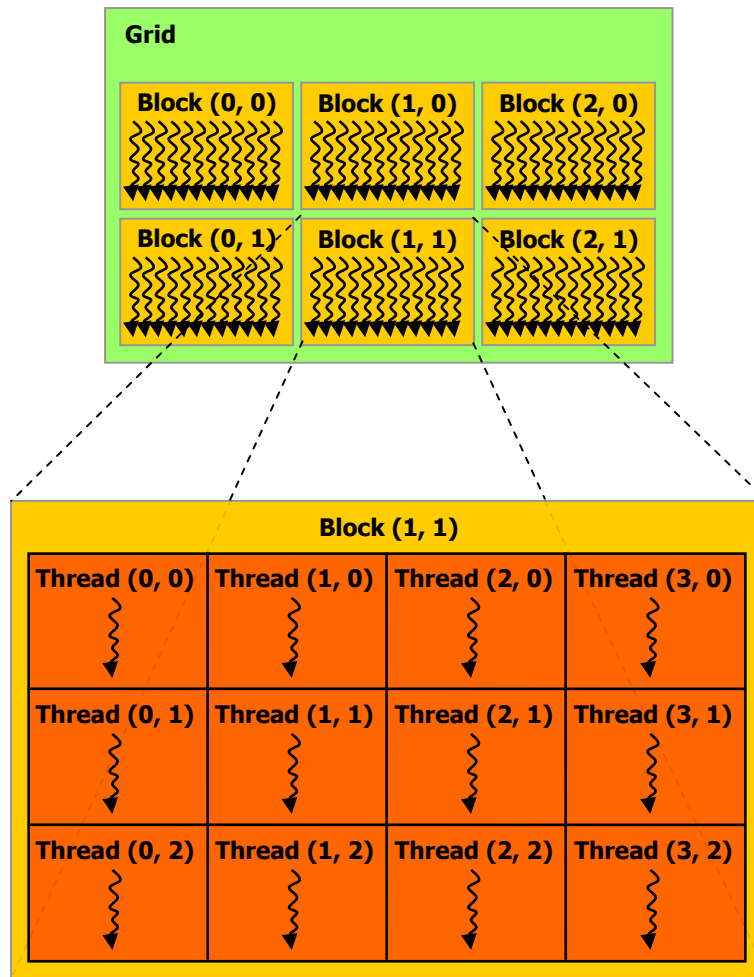 Grid
Block (0, 0) Block (1, 0) Block (2, 0)
Block (0, 1) Block (1, 1) Block (2, 1)
Block (1, 1)
Thread (0, 0) Thread (1, 0) Thread (2, 0) Thread (3, 0)
Thread (0, 1) Thread (1, 1) Thread (2, 1) Thread (3, 1)
Thread (0, 2) Thread (1, 2) Thread (2, 2) Thread (3, 2)